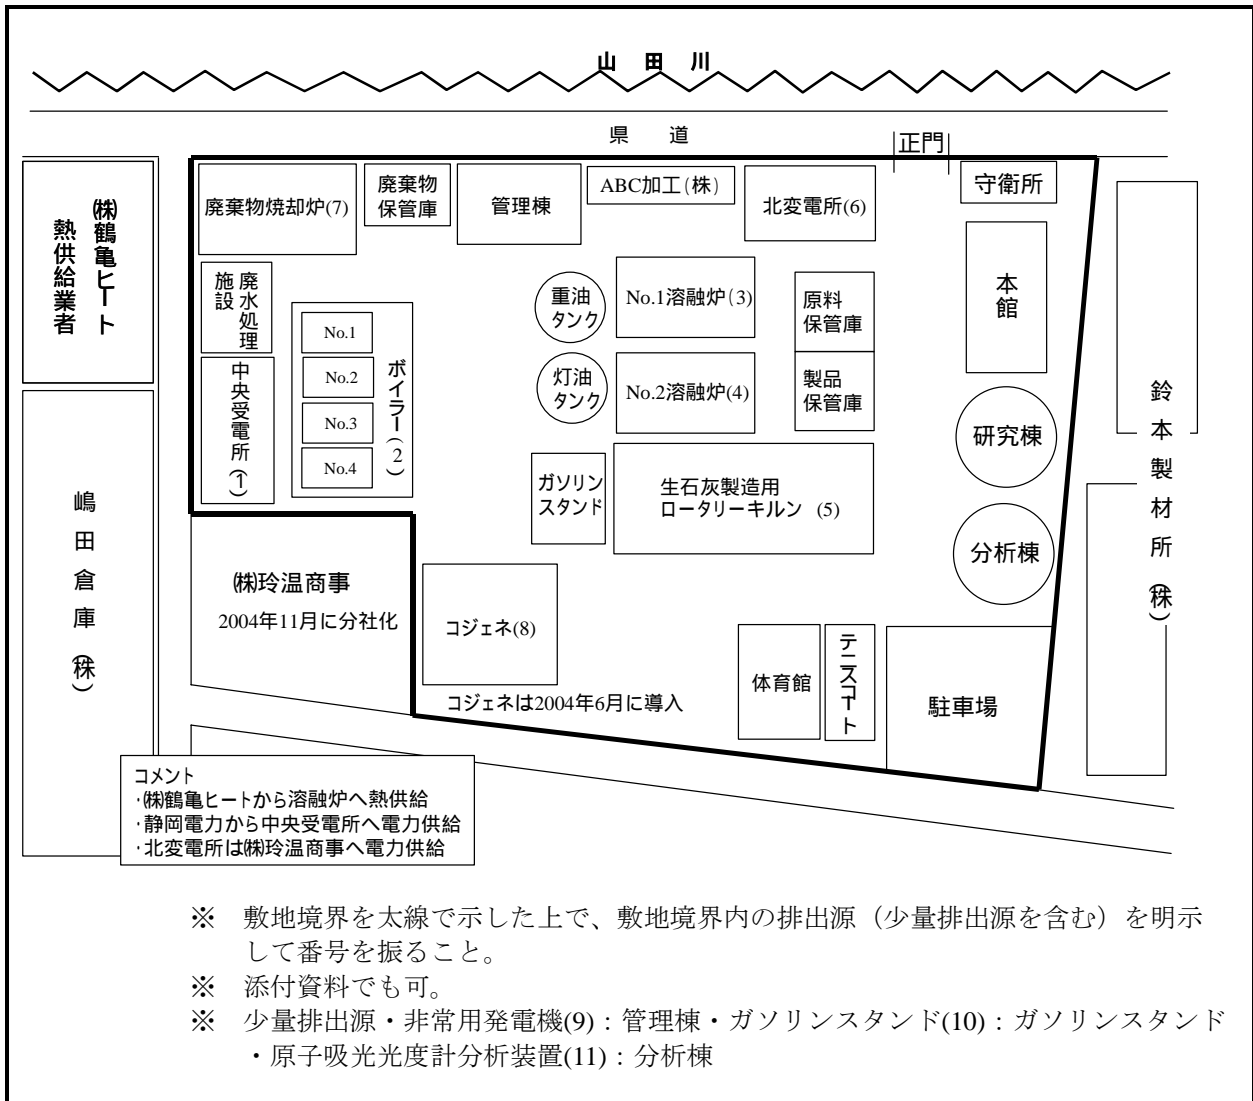 山 田 川
県 道
正門
㈱鶴亀ヒート
熱供給業者
嶋田倉庫(株)
廃棄物焼却炉(7)
廃棄物
保管庫
管理棟
ABC加工(株)
北変電所(6)
守衛所
廃水処理
施設
中央受電所(1)
No.1
No.2
No.3
No.4
ボイラー(2)
重油
タンク
灯油
タンク
No.1溶融炉(3)
No.2溶融炉(4)
原料
保管庫
製品
保管庫
本館
研究棟
分析棟
ガソリン
スタンド
生石灰製造用
ロータリーキルン (5)
鈴本製材所(株)
㈱玲温商事
2004年11月に分社化
コジェネ(8)
コジェネは2004年6月に導入
体育館
テニスコート
駐車場
コメント
・㈱鶴亀ヒートから溶融炉へ熱供給
・静岡電力から中央受電所へ電力供給
・北変電所は㈱玲温商事へ電力供給
※ 敷地境界を太線で示した上で、敷地境界内の排出源（少量排出源を含む）を明示
して番号を振ること。
※ 添付資料でも可。
※ 少量排出源・非常用発電機(9)：管理棟・ガソリンスタンド(10)：ガソリンスタンド
・原子吸光光度計分析装置(11)：分析棟